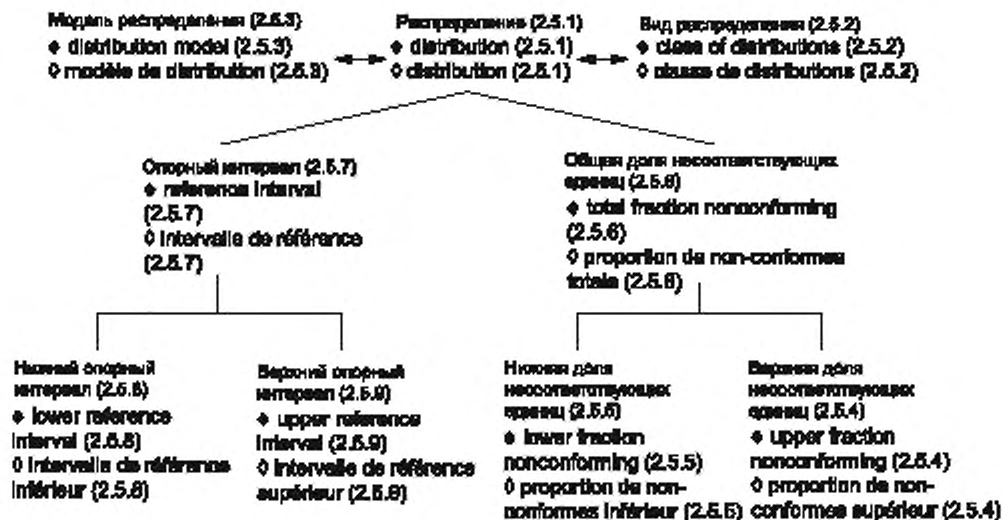 Модель распределения (2.5.3)
♦ distribution model (2.5.3)
◊ modèle de distribution (2.5.3)
Распределение (2.5.1)
♦ distribution (2.5.1)
◊ distribution (2.5.1)
Вид распределения (2.5.2)
♦ class of distributions (2.5.2)
◊ classe de distributions (2.5.2)
Опорный интервал (2.5.7)
♦ reference interval
(2.5.7)
◊ intervalle de référence
(2.5.7)
Общая доля несоответствующих
единиц (2.5.6)
♦ total fraction nonconforming
(2.5.6)
◊ proportion de non-conformes
totale (2.5.6)
Нижний опорный
интервал (2.5.8)
♦ lower reference
interval (2.5.8)
◊ intervalle de référence
inférieur (2.5.8)
Верхний опорный
интервал (2.5.9)
♦ upper reference
interval (2.5.9)
◊ intervalle de référence
supérieur (2.5.9)
Нижняя доля
несоответствующих
единиц (2.5.5)
♦ lower fraction
nonconforming (2.5.5)
◊ proportion de non-
conformes inférieur (2.5.5)
Верхняя доля
несоответствующих
единиц (2.5.4)
♦ upper fraction
nonconforming (2.5.4)
◊ proportion de non-
conformes supérieur (2.5.4)